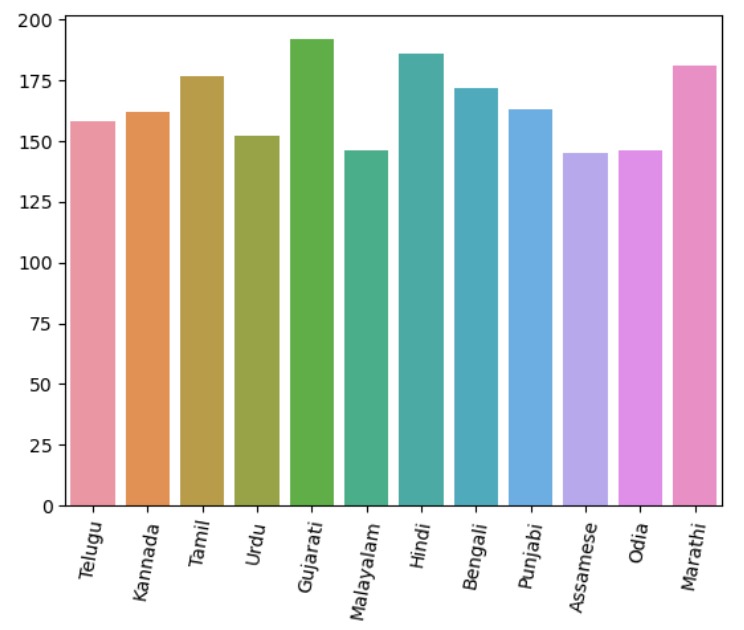 200
175
150
125
100
75
50
25
0
Telugu
Kannada
Tamil
Urdu
Gujarati
Malayalam
Hindi
Bengali
Punjabi
Assamese
Odia
Marathi